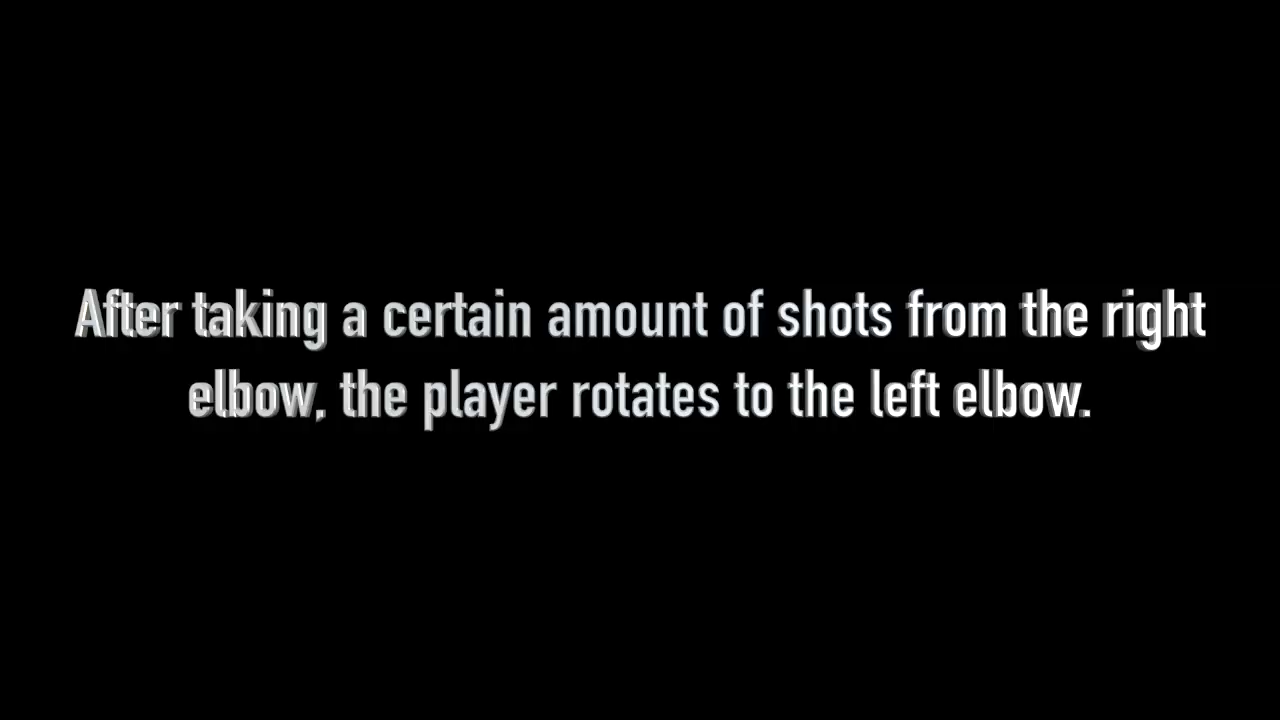 After taking a certain amount of shots from the right
elbow, the player rotates to the left elbow.